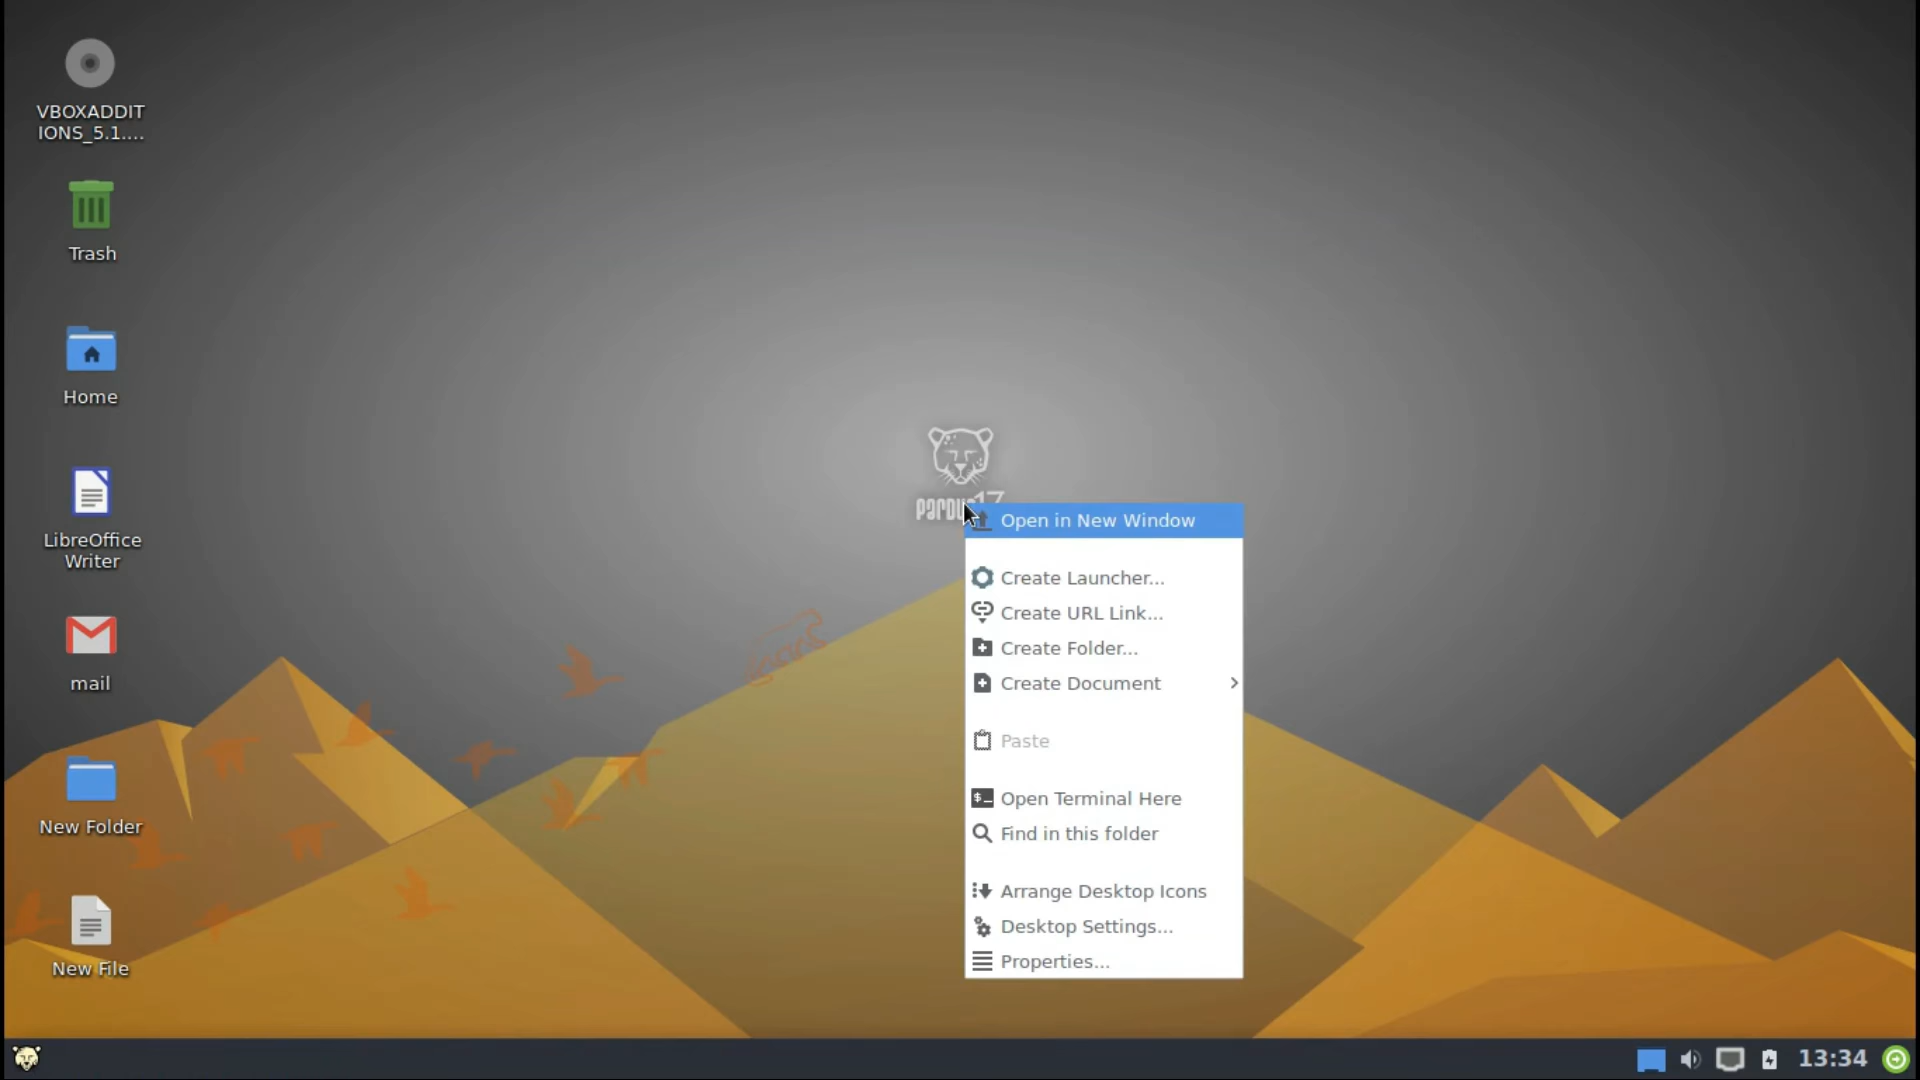 VBOXADDIT
IONS_5.1....
Trash
Home
LibreOffice
Writer
mail
New Folder
New File
Open in New Window
Create Launcher...
Create URL Link...
Create Folder...
Create Document
Paste
Open Terminal Here
Find in this folder
Arrange Desktop Icons
Desktop Settings...
Properties...
13:34